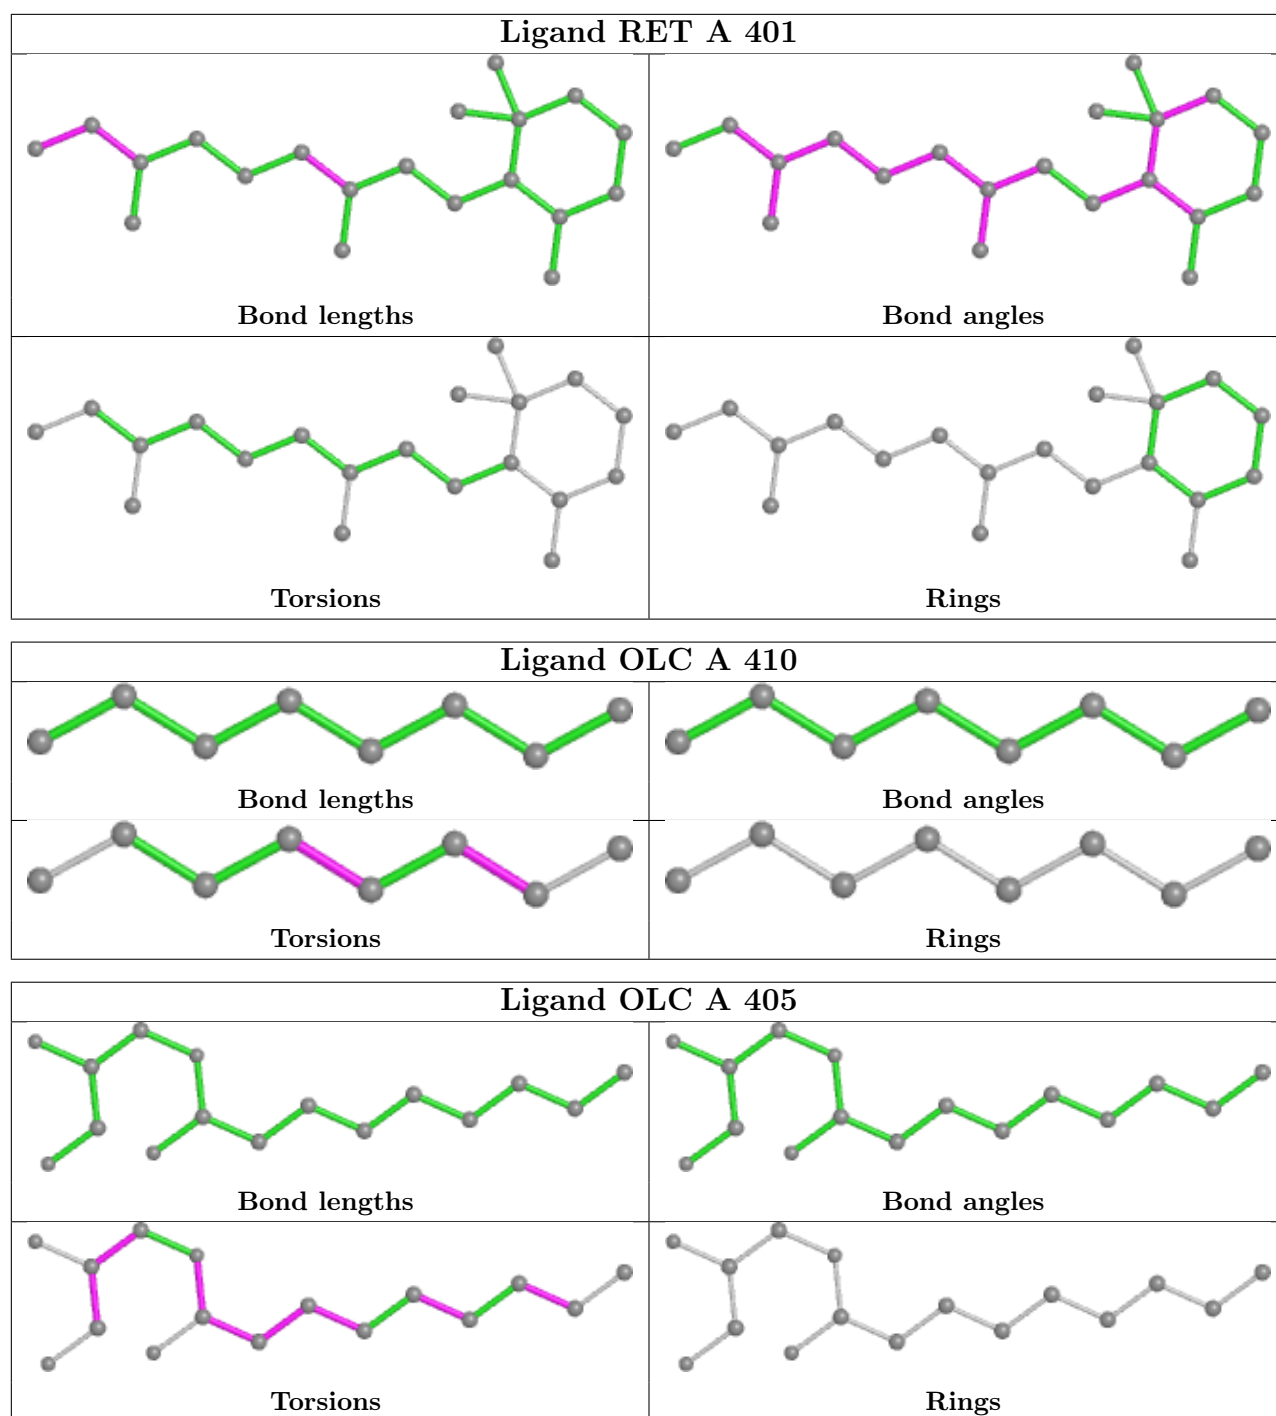 Ligand RET A 401
Bond lengths
Bond angles
Torsions
Rings
Ligand OLC A 410
Bond lengths
Bond angles
Torsions
Rings
Ligand OLC A 405
Bond lengths
Bond angles
Torsions
Rings